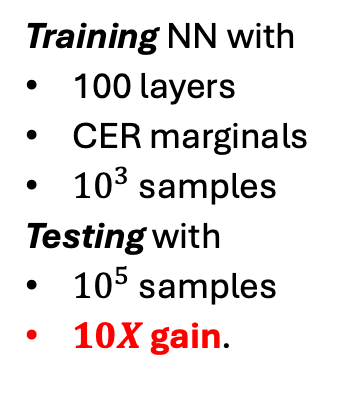 Training NN with
• 100 layers
• CER marginals
• 10³ samples
Testing with
• 10⁵ samples
• 10X gain.